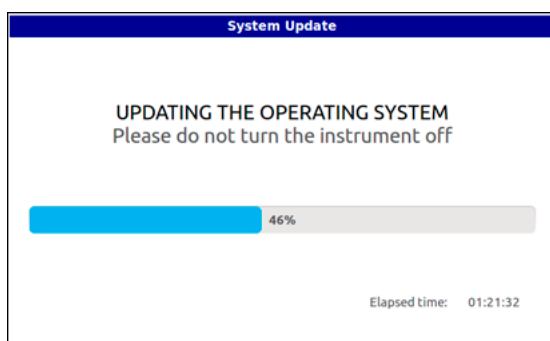 System Update
UPDATING THE OPERATING SYSTEM
Please do not turn the instrument off
46%
Elapsed time: 01:21:32